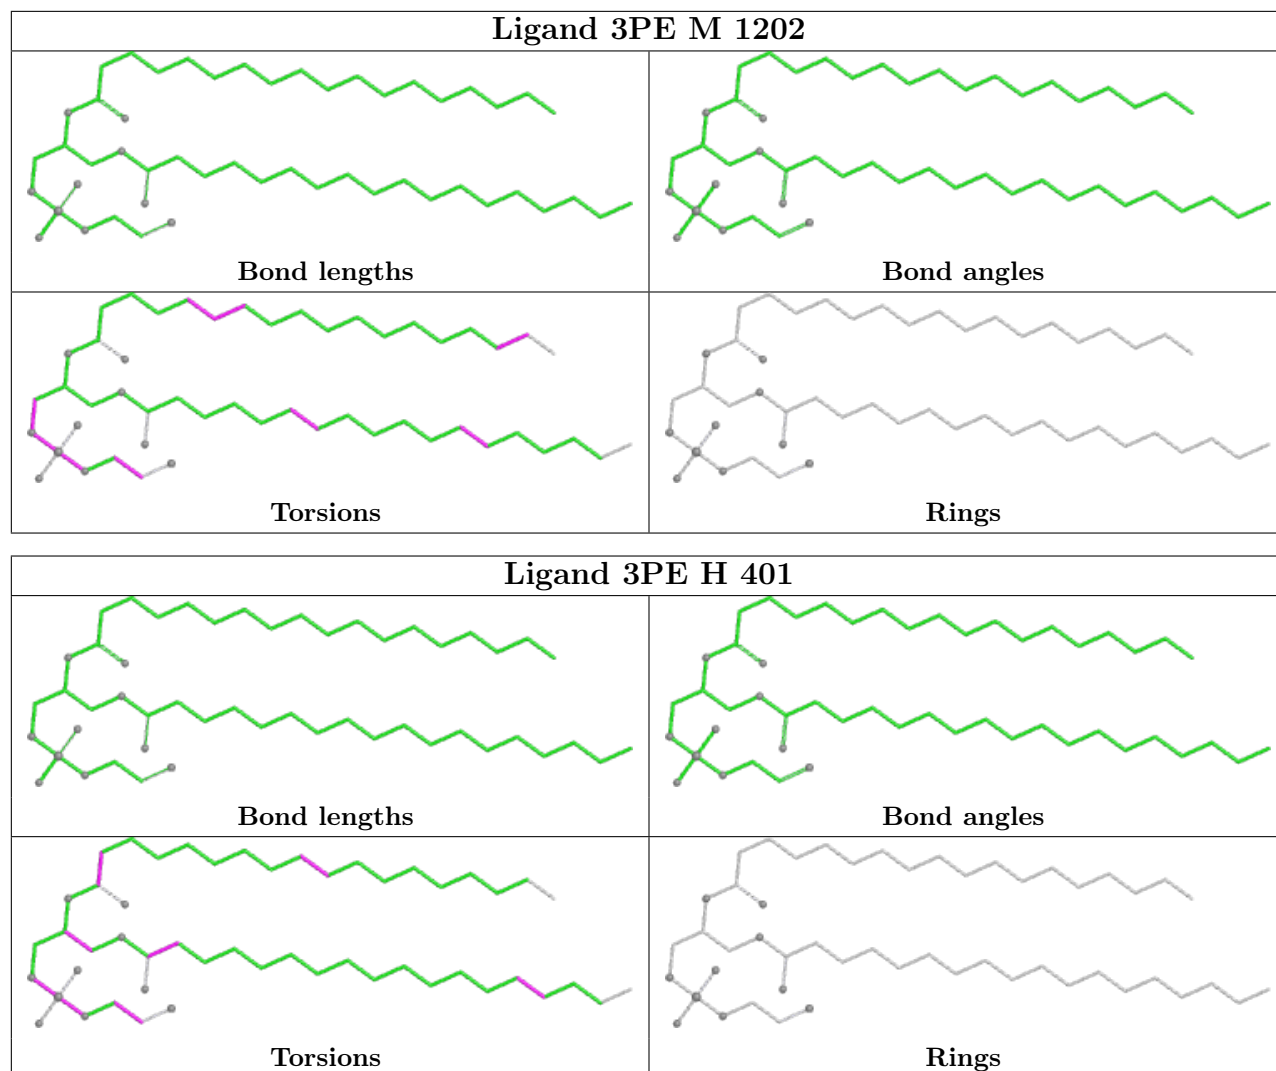 Ligand 3PE M 1202
Bond lengths
Bond angles
Torsions
Rings
Ligand 3PE H 401
Bond lengths
Bond angles
Torsions
Rings